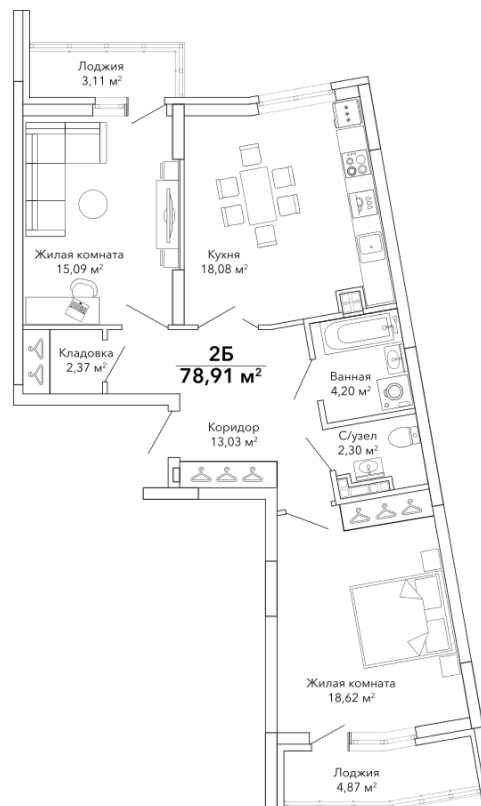 Лоджия
3,11 м²
Жилая комната
15,09 м²
Кухня
18,08 м²
Кладовка
2,37 м²
2Б
78,91 м²
Ванная
4,20 м²
Коридор
13,03 м²
С/узел
2,30 м²
Жилая комната
18,62 м²
Лоджия
4,87 м²